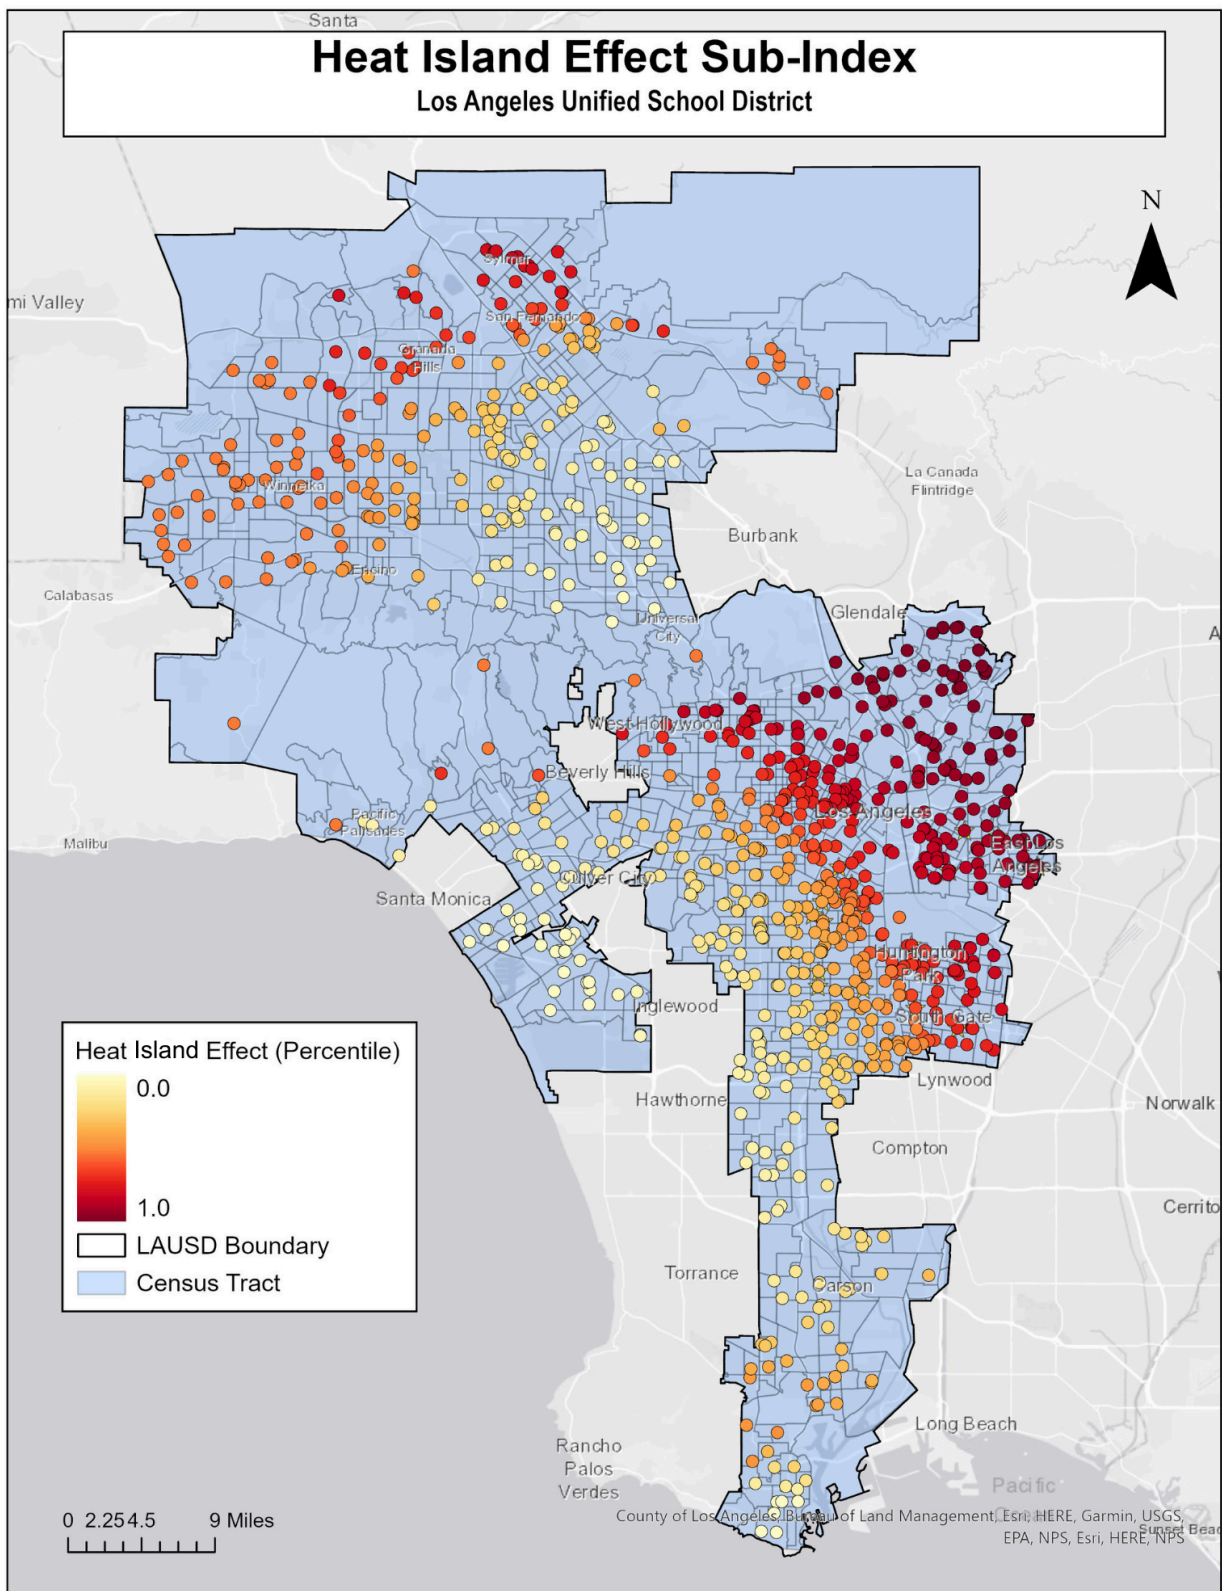 Santa
Heat Island Effect Sub-Index
Los Angeles Unified School District
N
Sylmar
mi Valley
San Fernando
Granada
Hills
La Canada
Flintridge
Winnetka
Burbank
Encino
Calabasas
Glendale
Universal
City
A
West Hollywood
Beverly Hills
Pacific
Palisades
Los Angeles
Malibu
East Los
Angeles
Culver City
Santa Monica
Huntington
Park
Inglewood
South Gate
Heat Island Effect (Percentile)
0.0
1.0
LAUSD Boundary
Census Tract
Lynwood
Hawthorne
Norwalk
Compton
Cerrito
Torrance
Carson
Long Beach
Rancho
Palos
Verdes
Pacific
0 2.25 4.5 9 Miles
County of Los Angeles, Bureau of Land Management, Esri, HERE, Garmin, USGS,
EPA, NPS, Esri, HERE, NPS
Sunset Beac